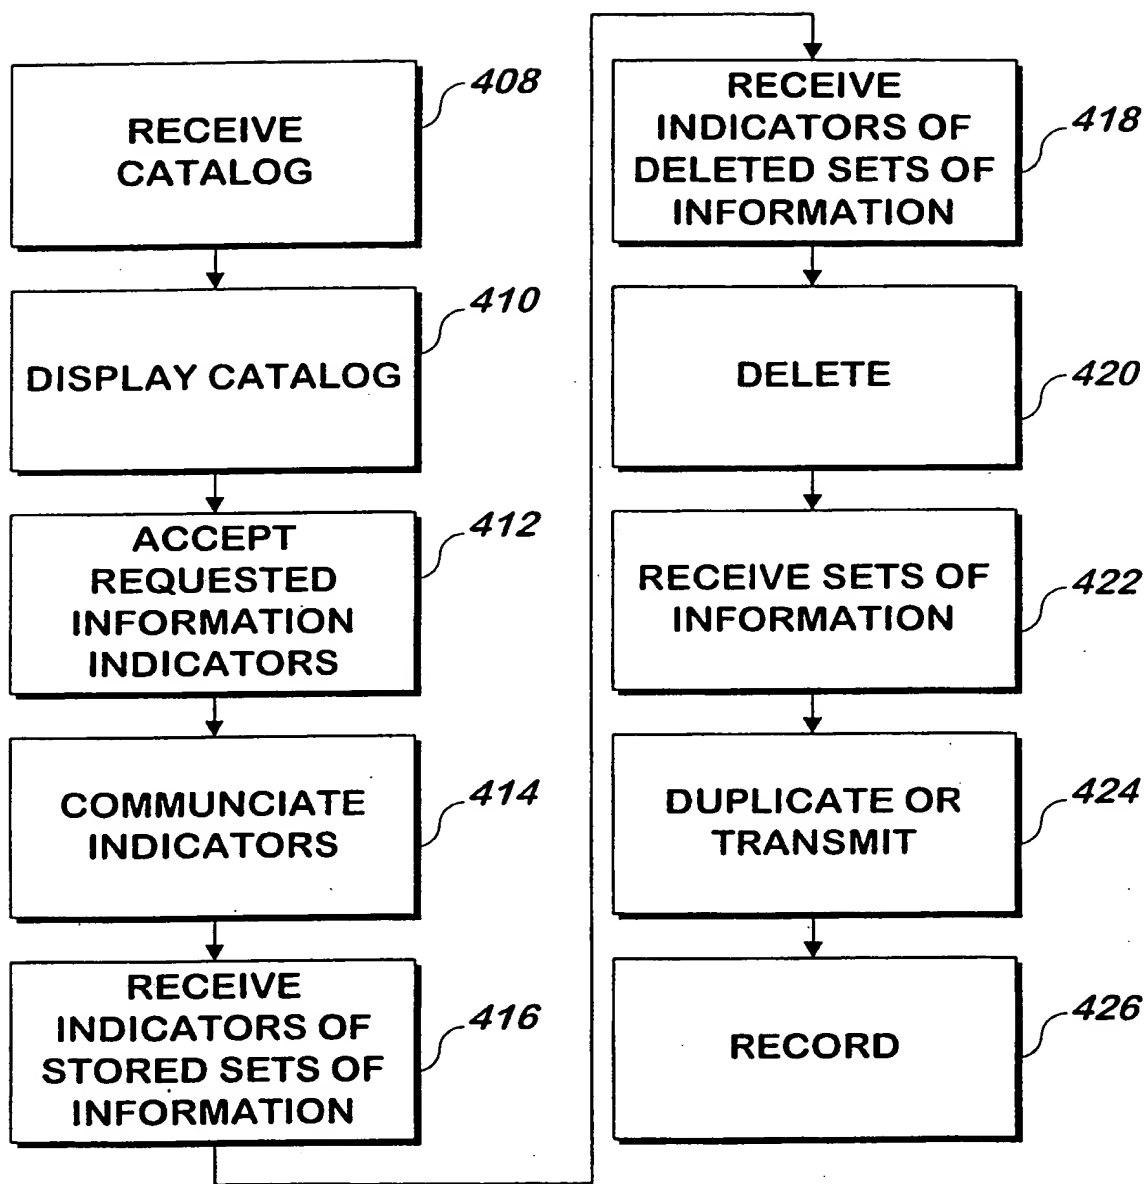 RECEIVE
CATALOG
408
DISPLAY CATALOG
410
ACCEPT
REQUESTED
INFORMATION
INDICATORS
412
COMMUNCIATE
INDICATORS
414
RECEIVE
INDICATORS OF
STORED SETS OF
INFORMATION
416
RECEIVE
INDICATORS OF
DELETED SETS OF
INFORMATION
418
DELETE
420
RECEIVE SETS OF
INFORMATION
422
DUPLICATE OR
TRANSMIT
424
RECORD
426